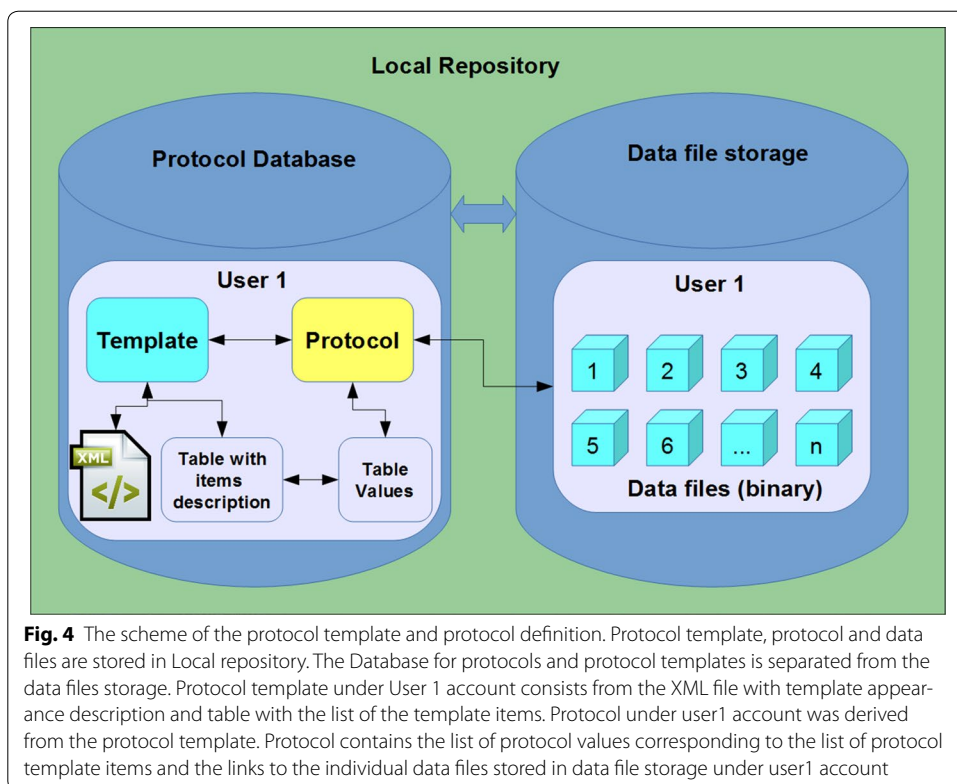 Local Repository
Protocol Database
Data file storage
User 1
Template
Protocol
XML
</>
Table with
items
description
Table
Values
User 1
1
2
3
4
5
6
...
n
Data files (binary)
Fig. 4 The scheme of the protocol template and protocol definition. Protocol template, protocol and data
files are stored in Local repository. The Database for protocols and protocol templates is separated from the
data files storage. Protocol template under User 1 account consists from the XML file with template appear-
ance description and table with the list of the template items. Protocol under user1 account was derived
from the protocol template. Protocol contains the list of protocol values corresponding to the list of protocol
template items and the links to the individual data files stored in data file storage under user1 account